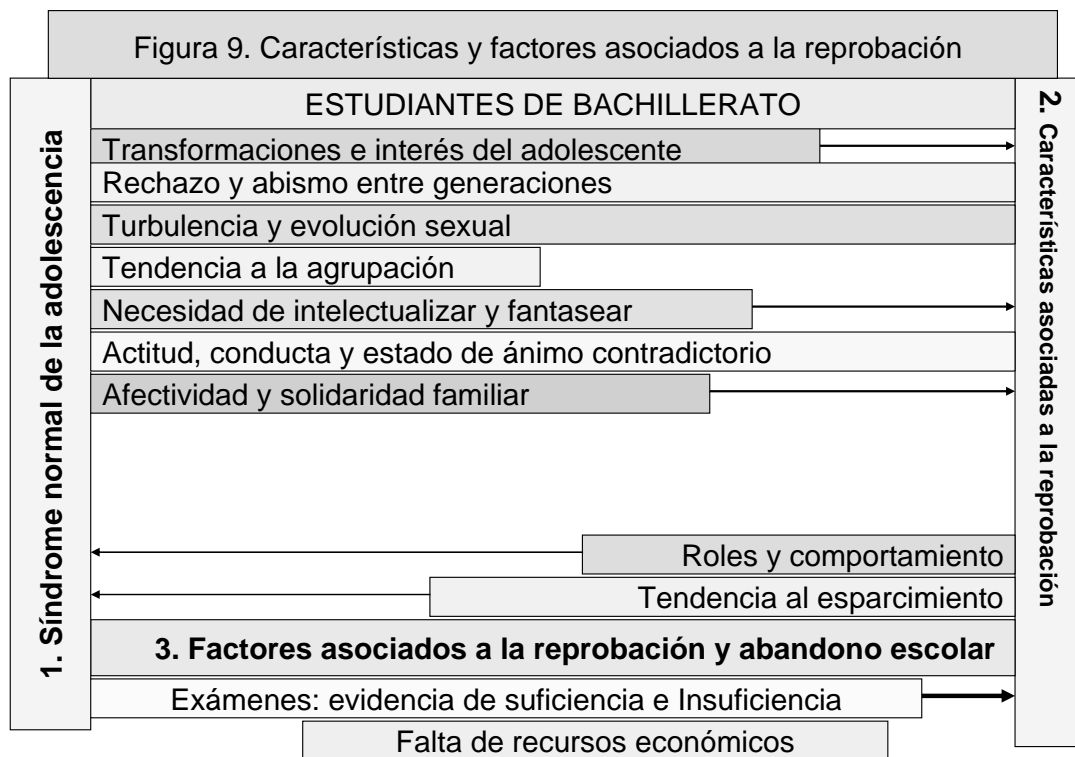 Figura 9. Características y factores asociados a la reprobación
ESTUDIANTES DE BACHILLERATO
1. Síndrome normal de la adolescencia
Transformaciones e interés del adolescente
Rechazo y abismo entre generaciones
Turbulencia y evolución sexual
Tendencia a la agrupación
Necesidad de intelectualizar y fantasear
Actitud, conducta y estado de ánimo contradictorio
Afectividad y solidaridad familiar
2. Características asociadas a la reprobación
Roles y comportamiento
Tendencia al esparcimiento
3. Factores asociados a la reprobación y abandono escolar
Exámenes: evidencia de suficiencia e Insuficiencia
Falta de recursos económicos